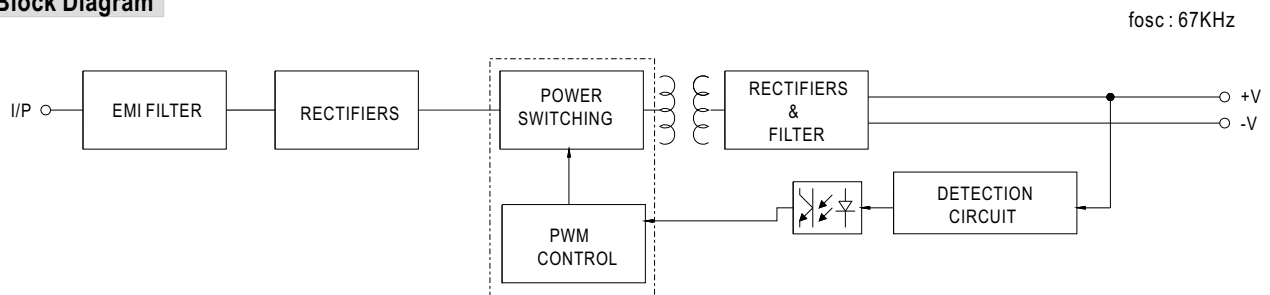 Block Diagram
fosc : 67KHz
I/P
EMI FILTER
RECTIFIERS
POWER
SWITCHING
RECTIFIERS
&
FILTER
+V
-V
DETECTION
CIRCUIT
PWM
CONTROL